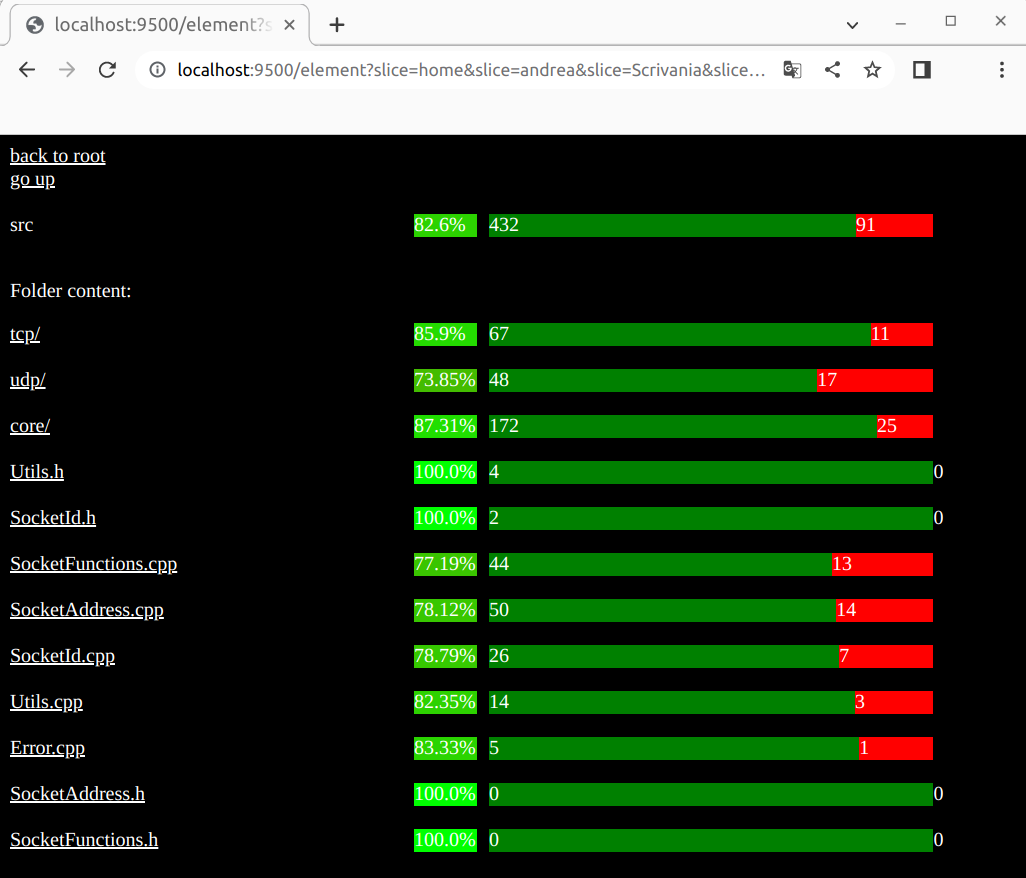 localhost:9500/element?s
localhost:9500/element?slice=home&slice=andrea&slice=Scrivania&slice...
back to root
go up
src 82.6% 432 91
Folder content:
tcp/ 85.9% 67 11
udp/ 73.85% 48 17
core/ 87.31% 172 25
Utils.h 100.0% 4 0
SocketId.h 100.0% 2 0
SocketFunctions.cpp 77.19% 44 13
SocketAddress.cpp 78.12% 50 14
SocketId.cpp 78.79% 26 7
Utils.cpp 82.35% 14 3
Error.cpp 83.33% 5 1
SocketAddress.h 100.0% 0 0
SocketFunctions.h 100.0% 0 0